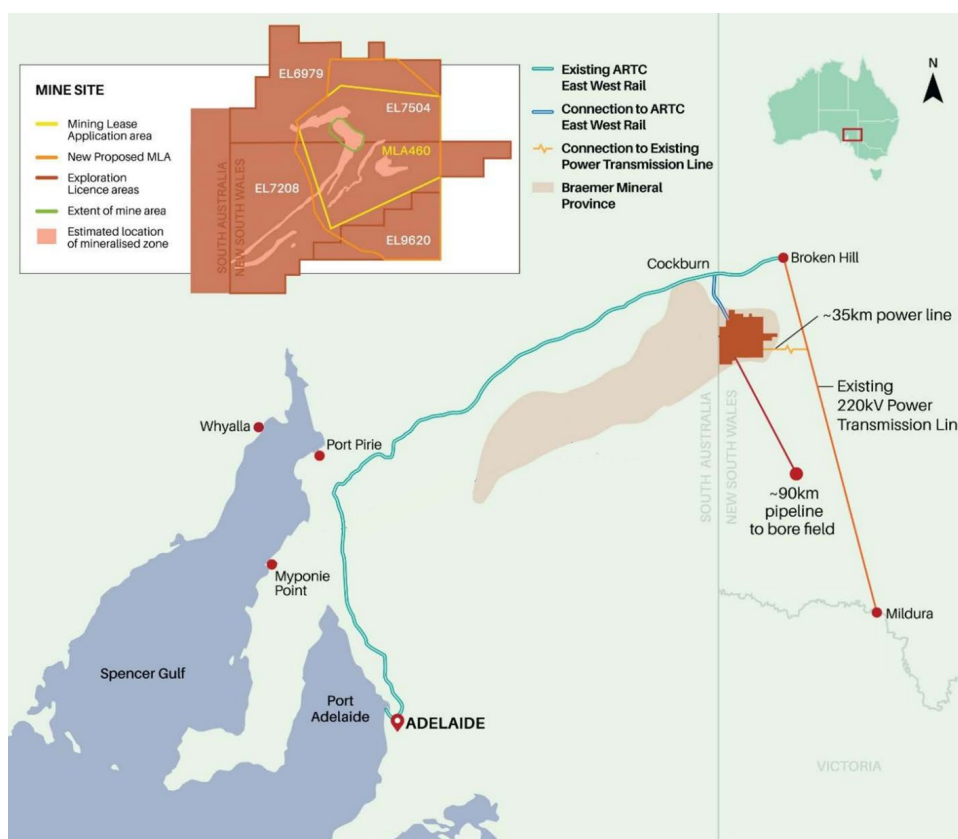 MINE SITE
Mining Lease
Application area
New Proposed MLA
Exploration
Licence areas
Extent of mine area
Estimated location
of mineralised zone
EL6979
EL7504
MLA460
EL7208
EL9620
SOUTH AUSTRALIA
NEW SOUTH WALES
Existing ARTC
East West Rail
Connection to ARTC
East West Rail
Connection to Existing
Power Transmission Line
Braemer Mineral
Province
N
Cockburn
Broken Hill
~35km power line
Existing
220kV Power
Transmission Lin
SOUTH AUSTRALIA
NEW SOUTH WALES
~90km
pipeline
to bore field
Whyalla
Port Pirie
Myponie
Point
Mildura
Spencer Gulf
Port
Adelaide
ADELAIDE
VICTORIA